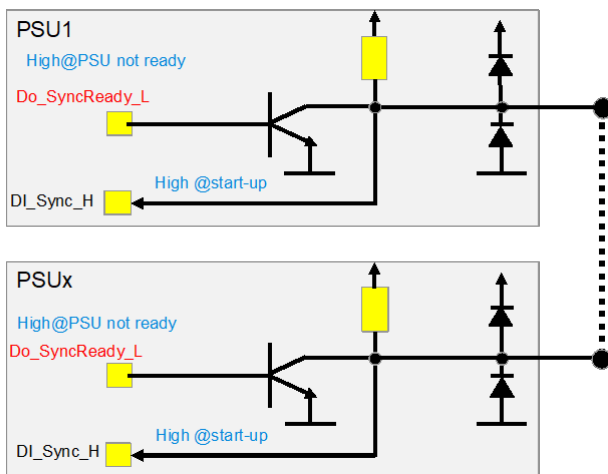 PSU1
High@PSU not ready
Do_SyncReady_L
High @start-up
DI_Sync_H
PSUx
High@PSU not ready
Do_SyncReady_L
High @start-up
DI_Sync_H